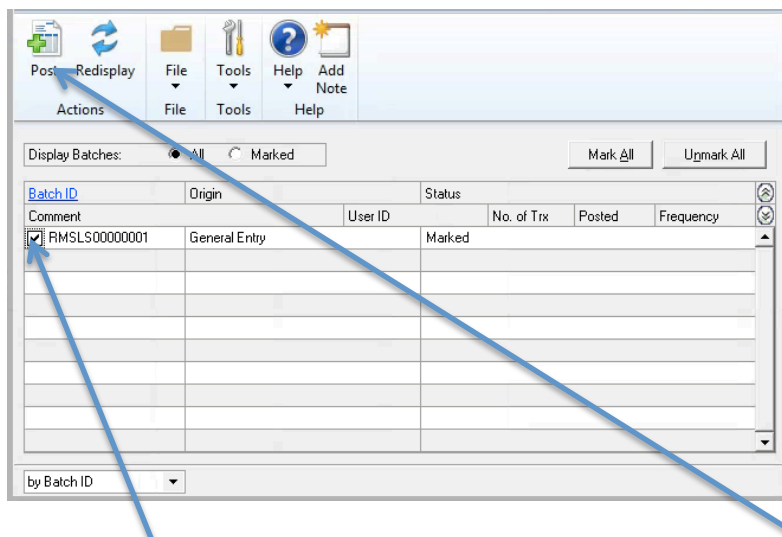 Post Redisplay File Tools Help Add Note
Actions File Tools Help
Display Batches: All Marked Mark All Unmark All
Batch ID Origin Status
Comment User ID No. of Trx Posted Frequency
RMSLS00000001 General Entry Marked
by Batch ID